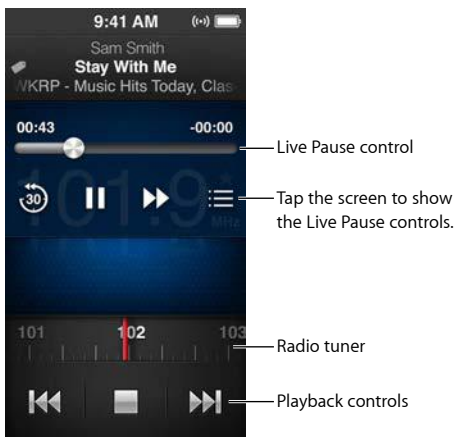 9:41 AM
Sam Smith
Stay With Me
WKRP - Music Hits Today, Clas
00:43 -00:00
Live Pause control
30
101.9
MHz
Tap the screen to show
the Live Pause controls.
101 102 103
Radio tuner
Playback controls